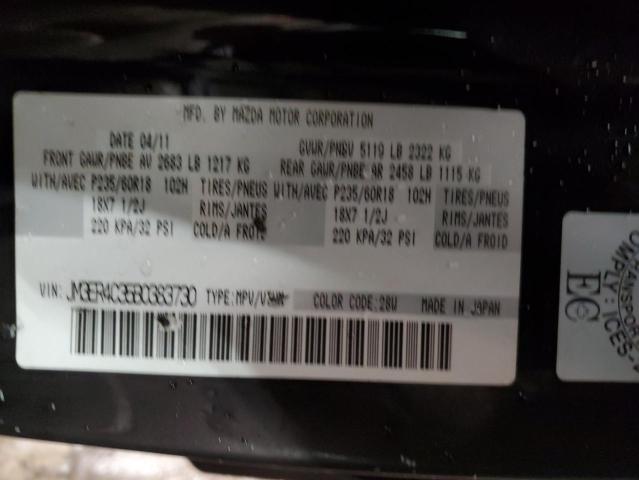 MFD. BY MAZDA MOTOR CORPORATION
DATE 04/11 GVWR/PNBV 5119 LB 2322 KG
FRONT GAWR/PNBE AV 2683 LB 1217 KG REAR GAWR/PNBE AR 2458 LB 1115 KG
WITH/AVEC P235/60R18 102H TIRES/PNEUS WITH/AVEC P235/60R18 102H TIRES/PNEUS
18X7 1/2J RIMS/JANTES 18X7 1/2J RIMS/JANTES
220 KPA/32 PSI COLD/A FROID 220 KPA/32 PSI COLD/A FROID
VIN: JM3ER4C35B0383730 TYPE:MPV/ COLOR CODE:28W MADE IN JAPAN
TRANSPORT
COMPLY
EC